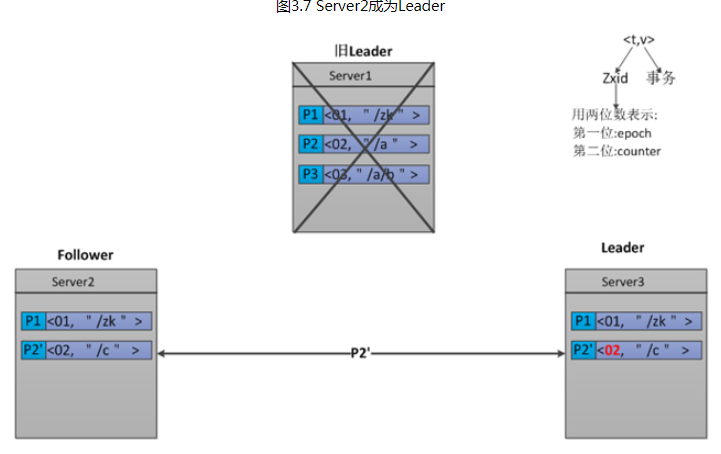 图3.7 Server2成为Leader
旧Leader
Server1
P1 <01, " /zk " >
P2 <02, " /a " >
P3 <03, " /a/b " >
<t,v>
Zxid 事务
用两位数表示:
第一位:epoch
第二位:counter
Follower
Server2
P1 <01, " /zk " >
P2' <02, " /c " >
P2'
Leader
Server3
P1 <01, " /zk " >
P2' <02, " /c " >